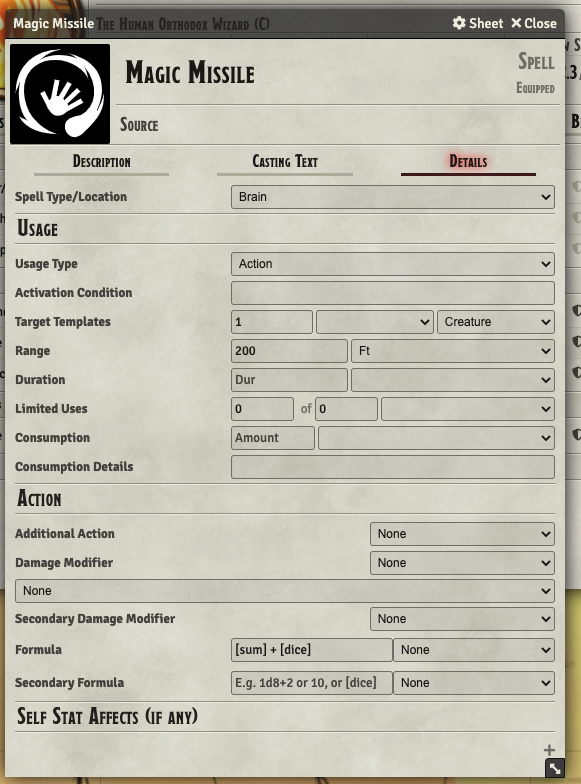 Magic Missile The Human Orthodox Wizard (C) Sheet Close
Magic Missile
Spell
Equipped
Source
Description Casting Text Details
Spell Type/Location Brain
Usage
Usage Type Action
Activation Condition
Target Templates 1 Creature
Range 200 Ft
Duration Dur
Limited Uses 0 of 0
Consumption Amount
Consumption Details
Action
Additional Action None
Damage Modifier None
None
Secondary Damage Modifier None
Formula [sum] + [dice] None
Secondary Formula E.g. 1d8+2 or 10, or [dice] None
Self Stat Affects (if any)
+